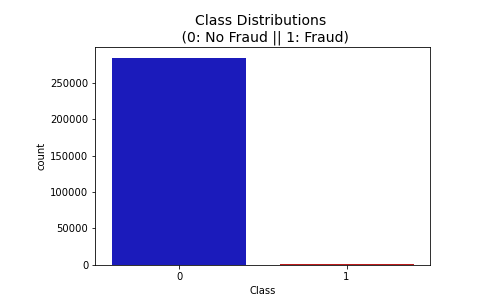 Class Distributions
(0: No Fraud || 1: Fraud)
250000
200000
150000
100000
50000
0
count
0 1
Class